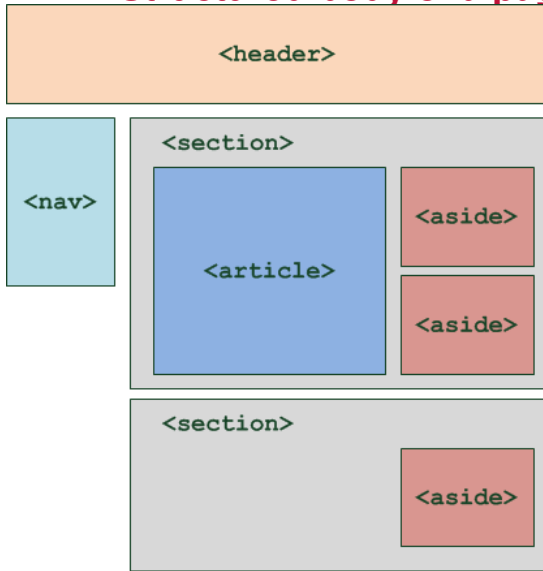 <header>
<nav>
<section>
<article>
<aside>
<aside>
<section>
<aside>